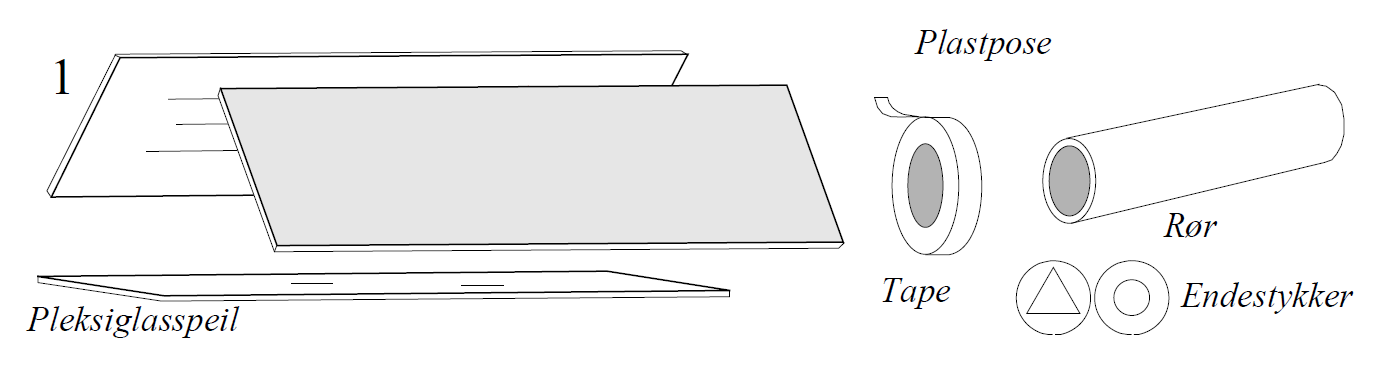 1
Plastpose
Rør
Tape
Endestykker
Pleksiglasspeil